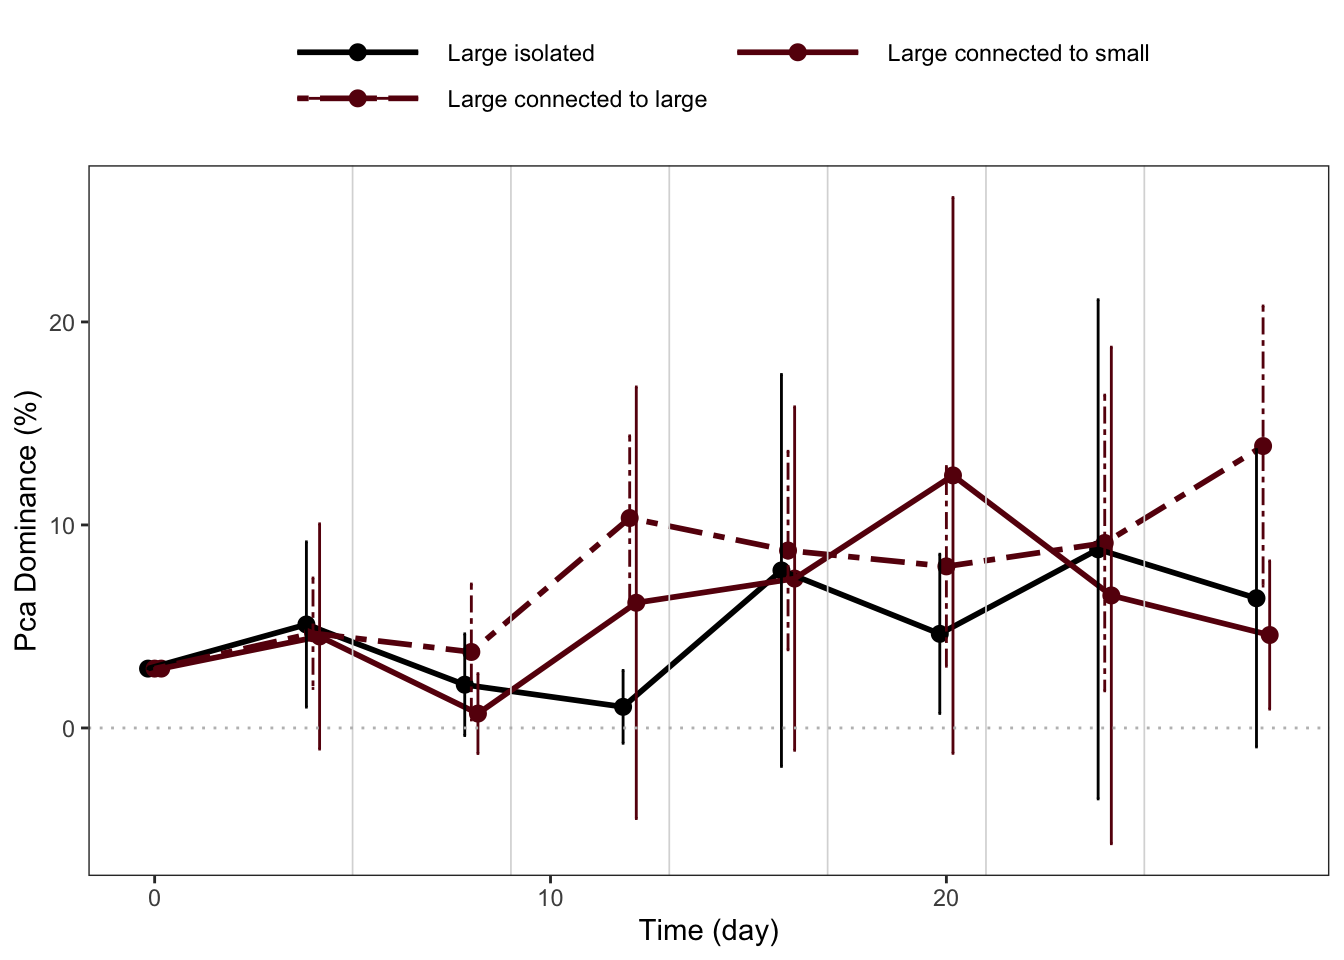 Large isolated
Large connected to small
Large connected to large
Pca Dominance (%)
20
10
0
0
10
20
Time (day)